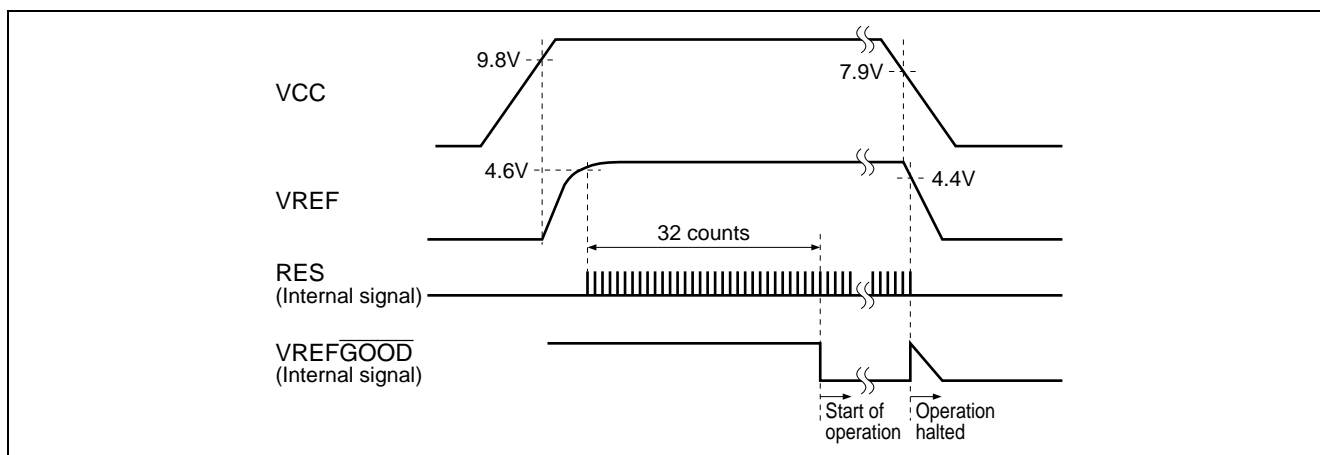 9.8V
7.9V
VCC
4.6V
4.4V
VREF
32 counts
RES
(Internal signal)
VREFGOOD
(Internal signal)
Start of
operation
Operation
halted